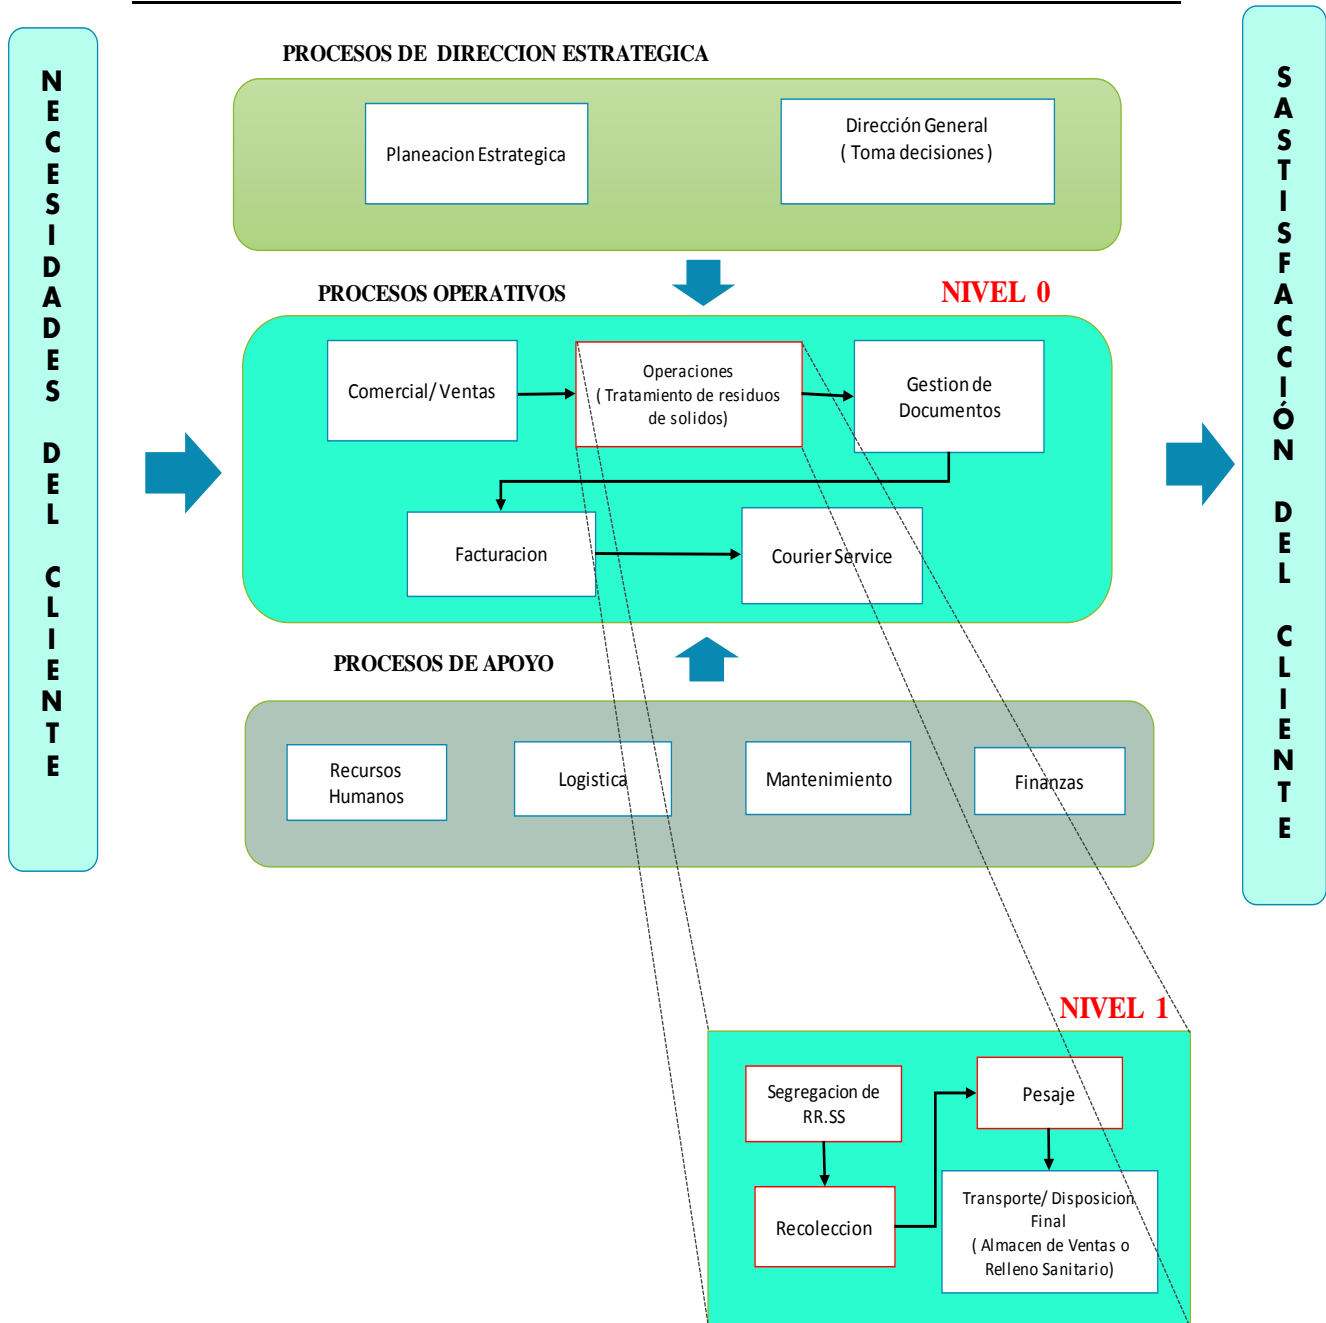 NECESIDADES DEL CLIENTE
PROCESOS DE DIRECCION ESTRATEGICA
Planeacion Estrategica
Dirección General
( Toma decisiones )
PROCESOS OPERATIVOS
NIVEL 0
Comercial/ Ventas
Operaciones
( Tratamiento de residuos
de solidos)
Gestion de
Documentos
Facturacion
Courier Service
PROCESOS DE APOYO
Recursos
Humanos
Logistica
Mantenimiento
Finanzas
SASTISFACCIÓN DEL CLIENTE
NIVEL 1
Segregacion de
RR.SS
Recoleccion
Pesaje
Transporte/ Disposicion
Final
( Almacen de Ventas o
Relleno Sanitario)